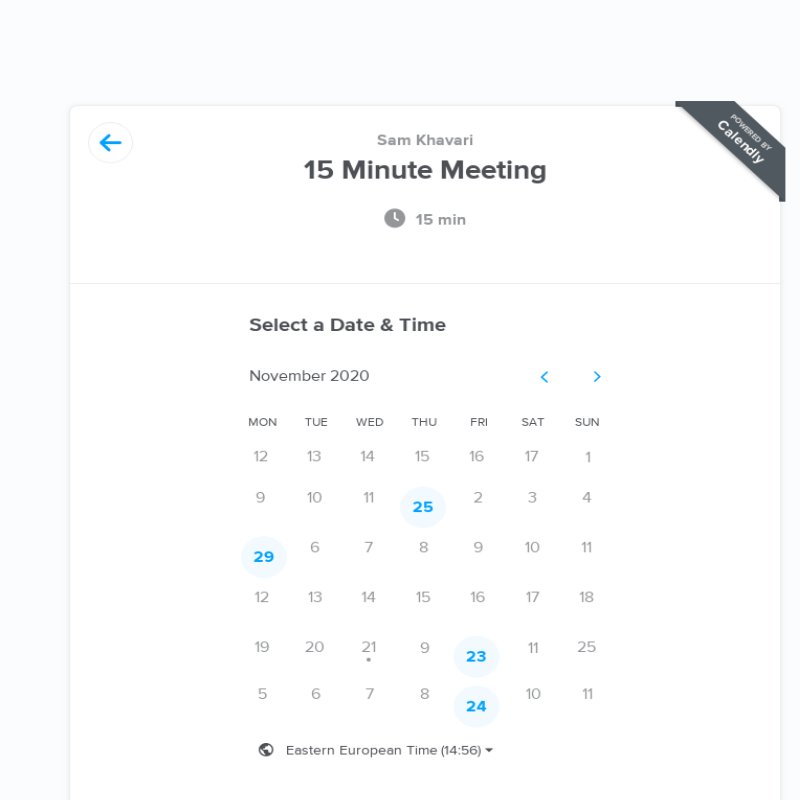 POWERED BY
Calendly
Sam Khavari
15 Minute Meeting
15 min
Select a Date & Time
November 2020
MON TUE WED THU FRI SAT SUN
12 13 14 15 16 17 1
9 10 11 25 2 3 4
29 6 7 8 9 10 11
12 13 14 15 16 17 18
19 20 21 9 23 11 25
5 6 7 8 24 10 11
Eastern European Time (14:56)